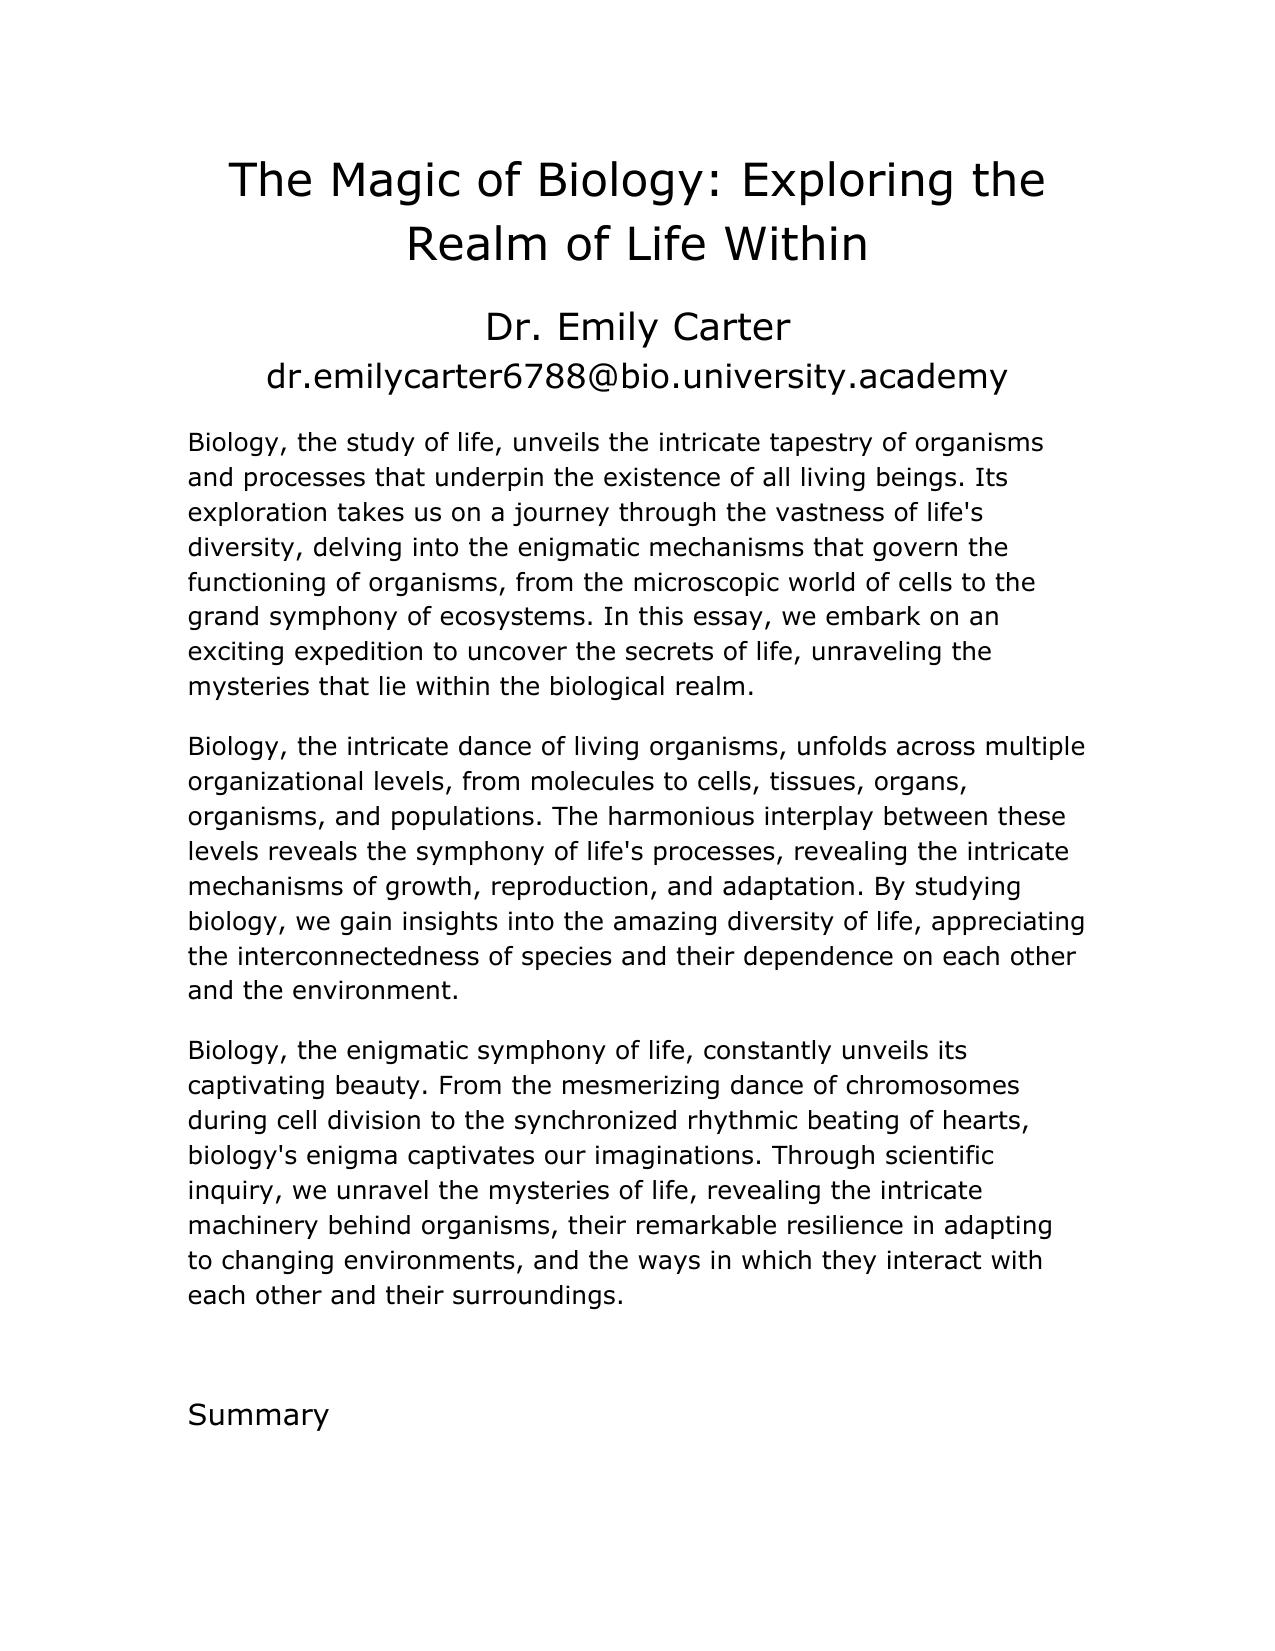 The Magic of Biology: Exploring the
Realm of Life Within
Dr. Emily Carter
dr.emilycarter6788@bio.university.academy
Biology, the study of life, unveils the intricate tapestry of organisms
and processes that underpin the existence of all living beings. Its
exploration takes us on a journey through the vastness of life's
diversity, delving into the enigmatic mechanisms that govern the
functioning of organisms, from the microscopic world of cells to the
grand symphony of ecosystems. In this essay, we embark on an
exciting expedition to uncover the secrets of life, unraveling the
mysteries that lie within the biological realm.
Biology, the intricate dance of living organisms, unfolds across multiple
organizational levels, from molecules to cells, tissues, organs,
organisms, and populations. The harmonious interplay between these
levels reveals the symphony of life's processes, revealing the intricate
mechanisms of growth, reproduction, and adaptation. By studying
biology, we gain insights into the amazing diversity of life, appreciating
the interconnectedness of species and their dependence on each other
and the environment.
Biology, the enigmatic symphony of life, constantly unveils its
captivating beauty. From the mesmerizing dance of chromosomes
during cell division to the synchronized rhythmic beating of hearts,
biology's enigma captivates our imaginations. Through scientific
inquiry, we unravel the mysteries of life, revealing the intricate
machinery behind organisms, their remarkable resilience in adapting
to changing environments, and the ways in which they interact with
each other and their surroundings.
Summary